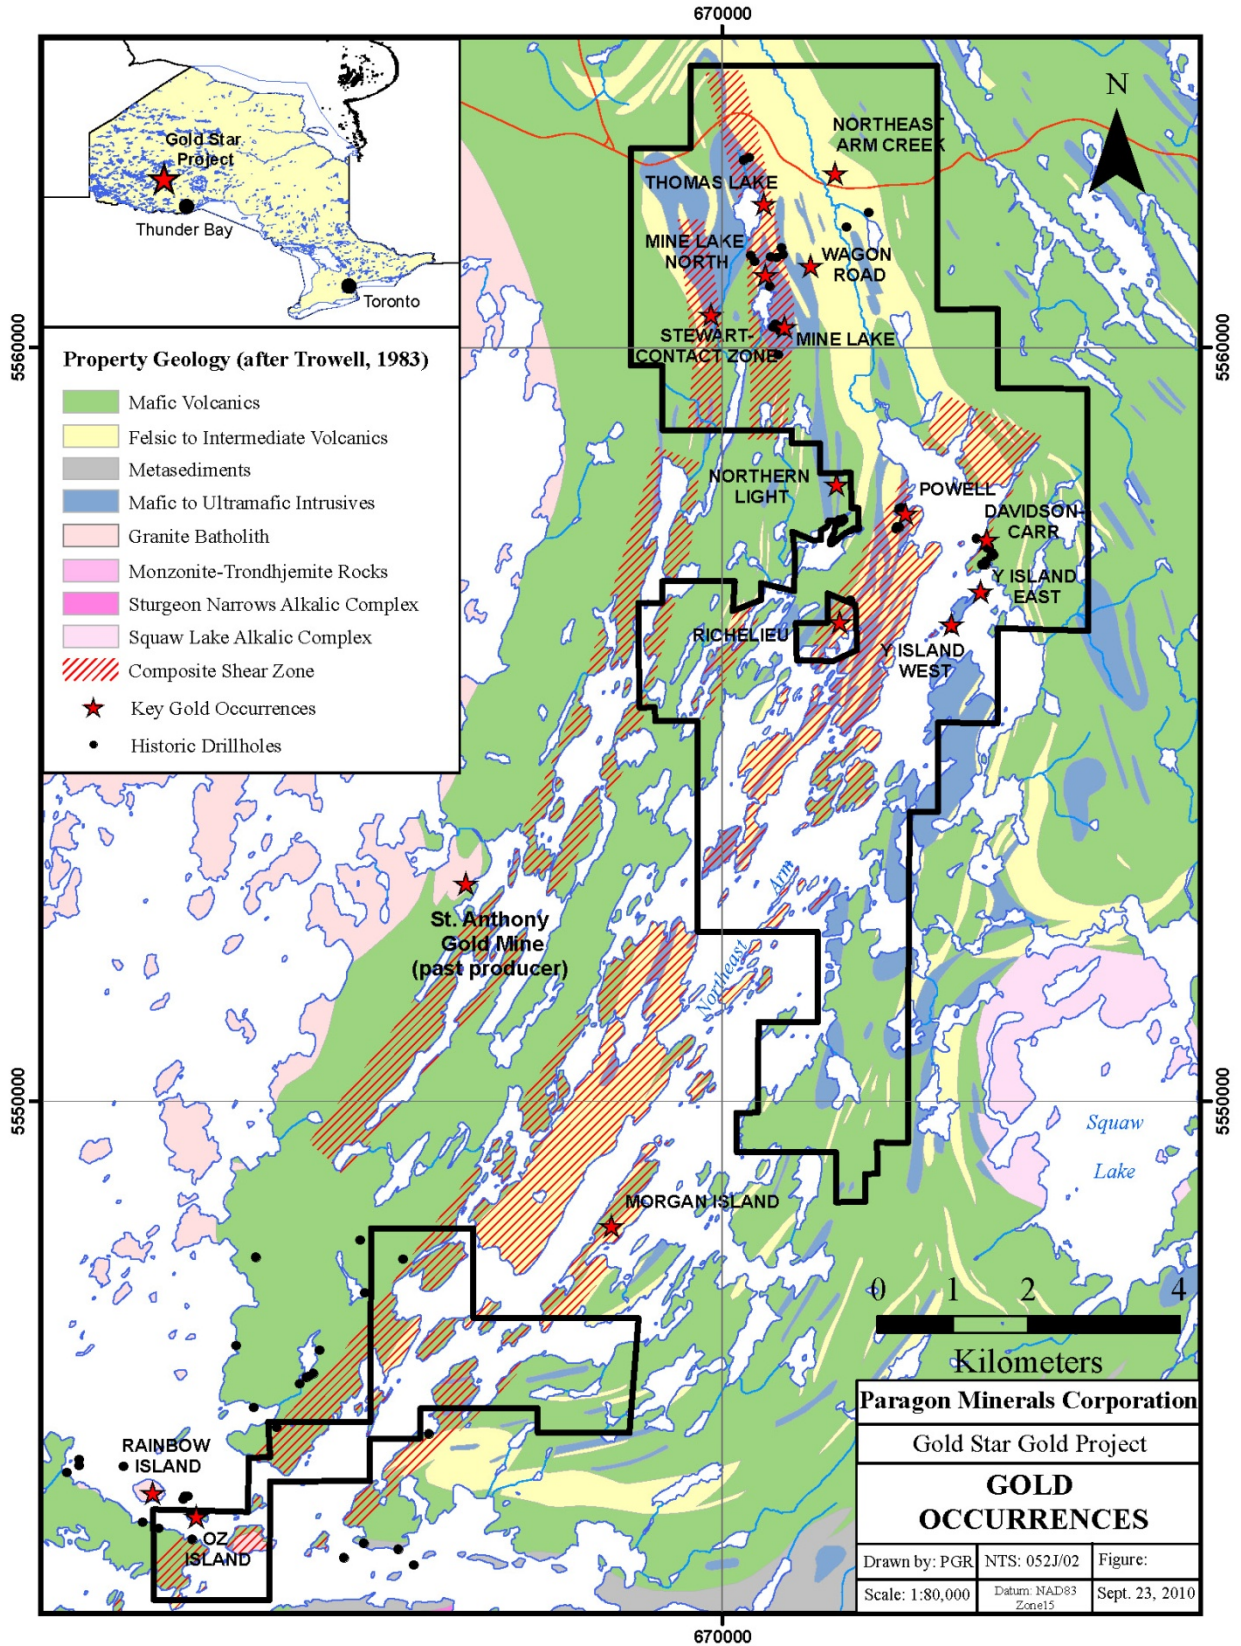 670000
Gold Star
Project
Thunder Bay
Toronto
N
NORTHEAST
ARM CREEK
THOMAS LAKE
MINE LAKE
NORTH
WAGON
ROAD
STEWART-
CONTACT ZONE
MINE LAKE
5560000
5560000
Property Geology (after Trowell, 1983)
Mafic Volcanics
Felsic to Intermediate Volcanics
Metasediments
Mafic to Ultramafic Intrusives
Granite Batholith
Monzonite-Trondhjemite Rocks
Sturgeon Narrows Alkalic Complex
Squaw Lake Alkalic Complex
Composite Shear Zone
Key Gold Occurrences
Historic Drillholes
NORTHERN
LIGHT
POWELL
DAVIDSON-
CARR
Y ISLAND
EAST
RICHELIEU
Y ISLAND
WEST
St. Anthony
Gold Mine
(past producer)
Northeast Arm
5550000
5550000
Squaw
Lake
MORGAN ISLAND
0 1 2 4
Kilometers
RAINBOW
ISLAND
OZ
ISLAND
Paragon Minerals Corporation
Gold Star Gold Project
GOLD
OCCURRENCES
Drawn by: PGR NTS: 052J/02 Figure:
Scale: 1:80,000 Datum: NAD83
Zone15 Sept. 23, 2010
670000